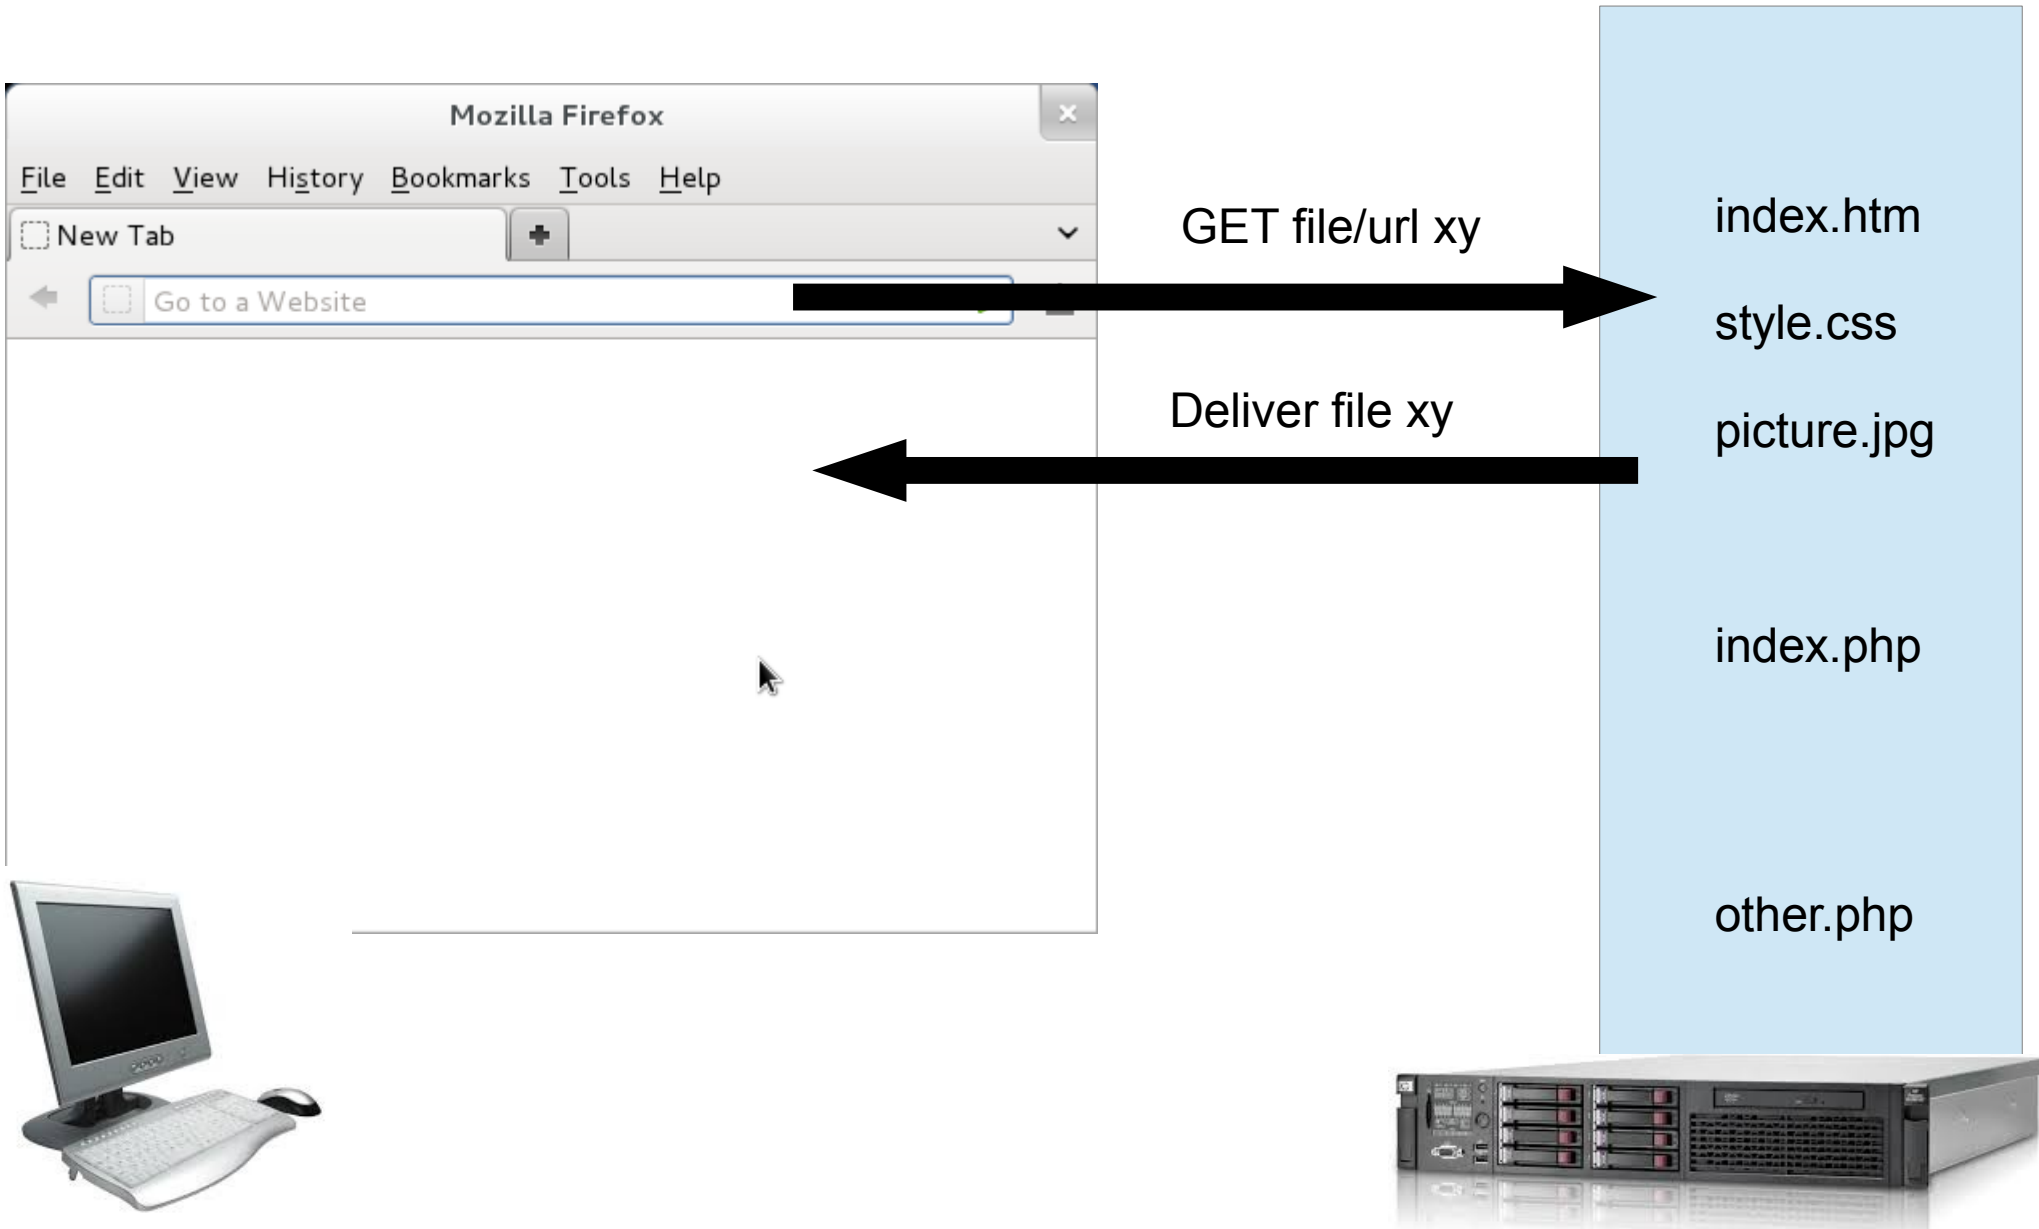 Mozilla Firefox
File Edit View History Bookmarks Tools Help
New Tab
Go to a Website
GET file/url xy
Deliver file xy
index.htm
style.css
picture.jpg
index.php
other.php